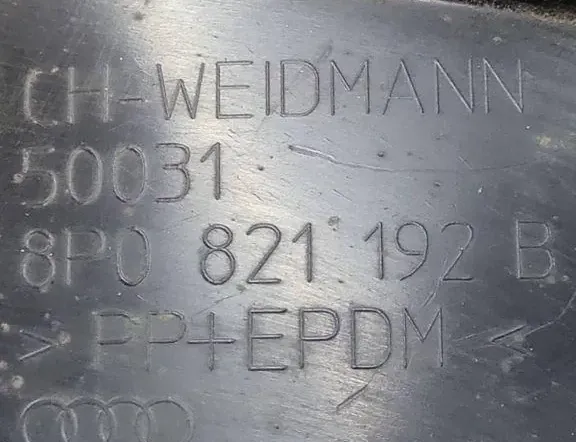 CH-WEIDMANN
50031
8P0 821 192 B
> PP+EPDM <